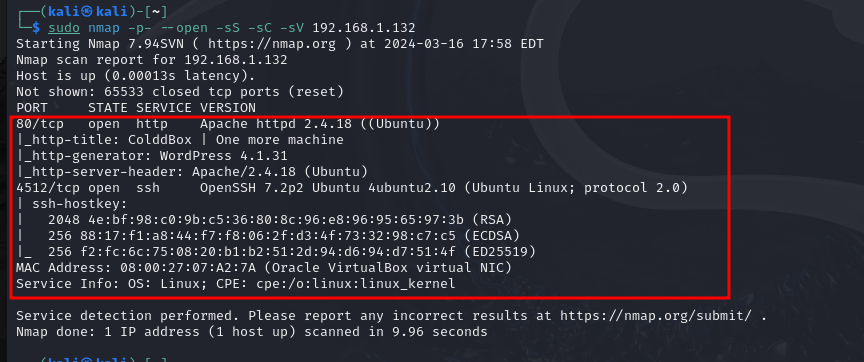 ┌──(kali㉿kali)-[~]
└─$ sudo nmap -p- --open -sS -sC -sV 192.168.1.132
Starting Nmap 7.94SVN ( https://nmap.org ) at 2024-03-16 17:58 EDT
Nmap scan report for 192.168.1.132
Host is up (0.00013s latency).
Not shown: 65533 closed tcp ports (reset)
PORT     STATE SERVICE VERSION
80/tcp   open  http    Apache httpd 2.4.18 ((Ubuntu))
|_http-title: ColddBox | One more machine
|_http-generator: WordPress 4.1.31
|_http-server-header: Apache/2.4.18 (Ubuntu)
4512/tcp open  ssh     OpenSSH 7.2p2 Ubuntu 4ubuntu2.10 (Ubuntu Linux; protocol 2.0)
| ssh-hostkey:
|   2048 4e:bf:98:c0:9b:c5:36:80:8c:96:e8:96:95:65:97:3b (RSA)
|   256 88:17:f1:a8:44:f7:f8:06:2f:d3:4f:73:32:98:c7:c5 (ECDSA)
|_  256 f2:fc:6c:75:08:20:b1:b2:51:2d:94:d6:94:d7:51:4f (ED25519)
MAC Address: 08:00:27:07:A2:7A (Oracle VirtualBox virtual NIC)
Service Info: OS: Linux; CPE: cpe:/o:linux:linux_kernel
Service detection performed. Please report any incorrect results at https://nmap.org/submit/ .
Nmap done: 1 IP address (1 host up) scanned in 9.96 seconds
┌──(kali㉿kali)-[~]